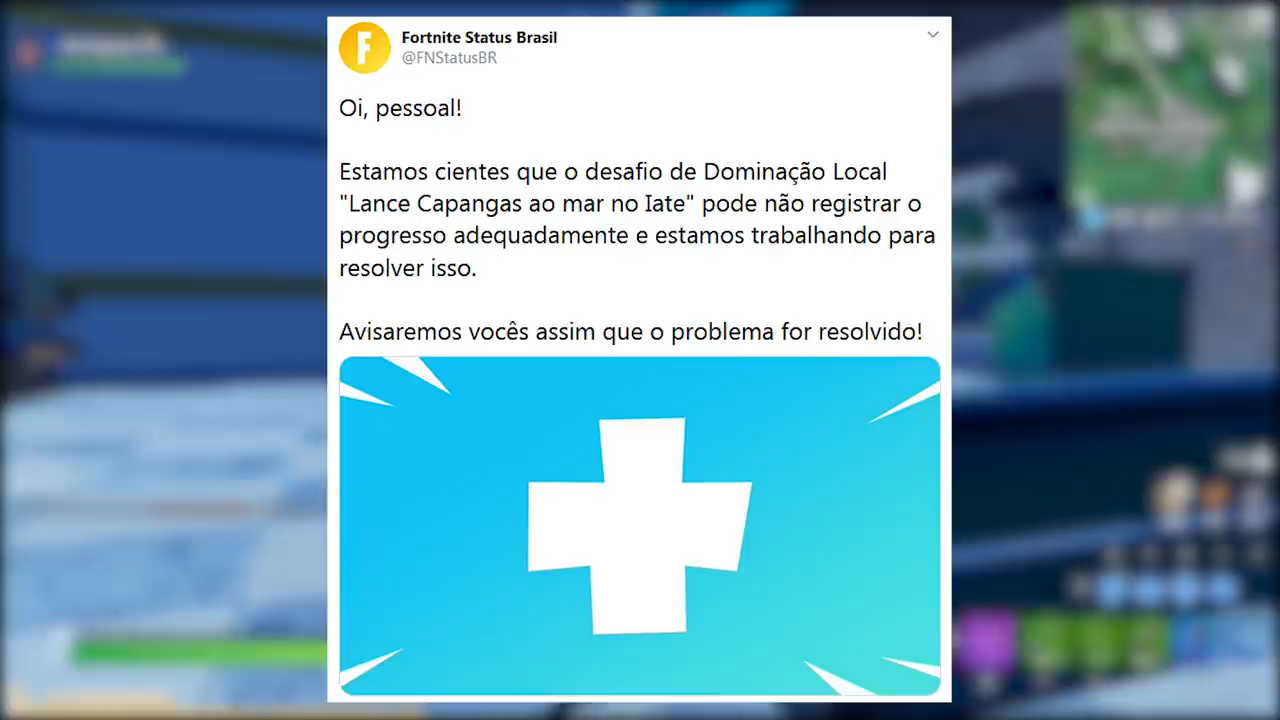 Fortnite Status Brasil
@FNStatusBR
Oi, pessoal!
Estamos cientes que o desafio de Dominação Local
"Lance Capangas ao mar no Iate" pode não registrar o
progresso adequadamente e estamos trabalhando para
resolver isso.
Avisaremos vocês assim que o problema for resolvido!